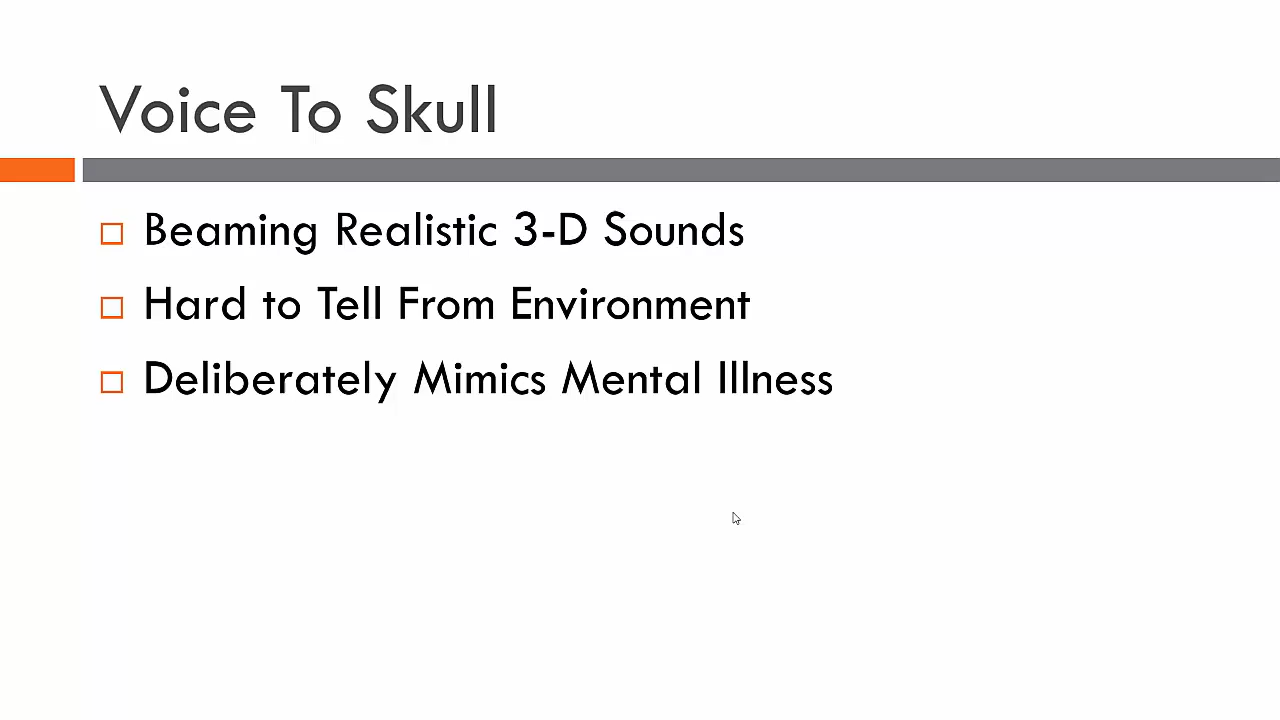 Voice To Skull
Beaming Realistic 3-D Sounds
Hard to Tell From Environment
Deliberately Mimics Mental Illness